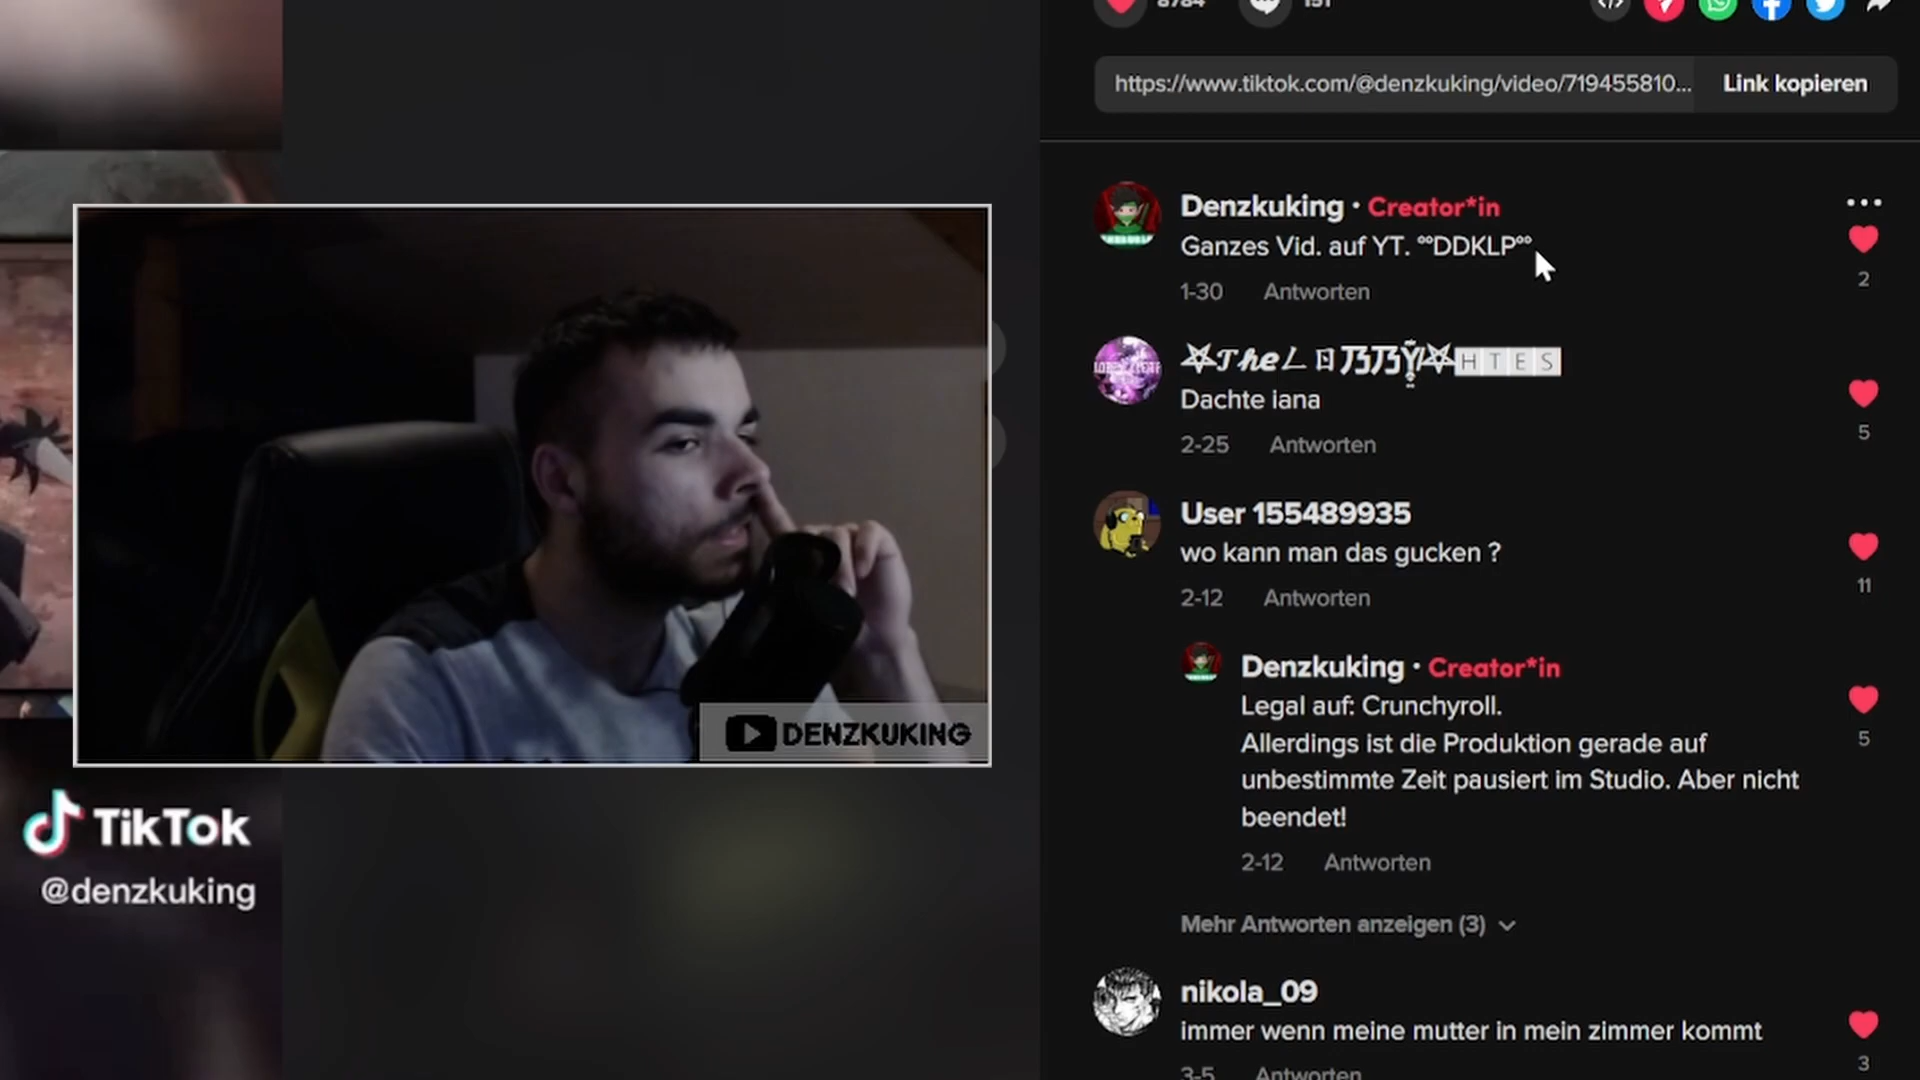 8784
151
https://www.tiktok.com/@denzkuking/video/719455810...
Link kopieren
Denzkuking · Creator*in
Ganzes Vid. auf YT. °°DDKLP°°
1-30 Antworten
2
HTES
Dachte iana
5
2-25 Antworten
User 155489935
wo kann man das gucken ?
11
2-12 Antworten
Denzkuking · Creator*in
Legal auf: Crunchyroll.
5
Allerdings ist die Produktion gerade auf
unbestimmte Zeit pausiert im Studio. Aber nicht
beendet!
2-12 Antworten
Mehr Antworten anzeigen (3)
nikola_09
immer wenn meine mutter in mein zimmer kommt
3
3-5 Antworten
DENZKUKING
TikTok
@denzkuking